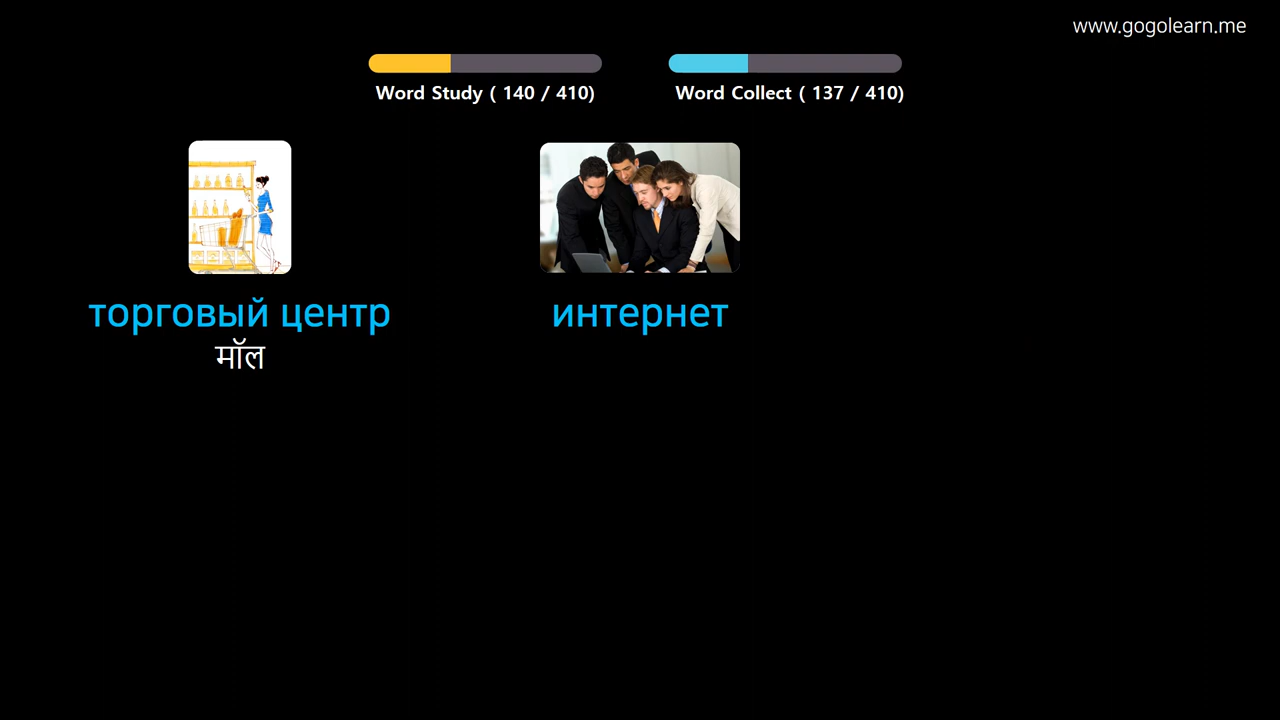 www.gogolearn.me
Word Study ( 140 / 410)
Word Collect ( 137 / 410)
торговый центр
मॉल
интернет